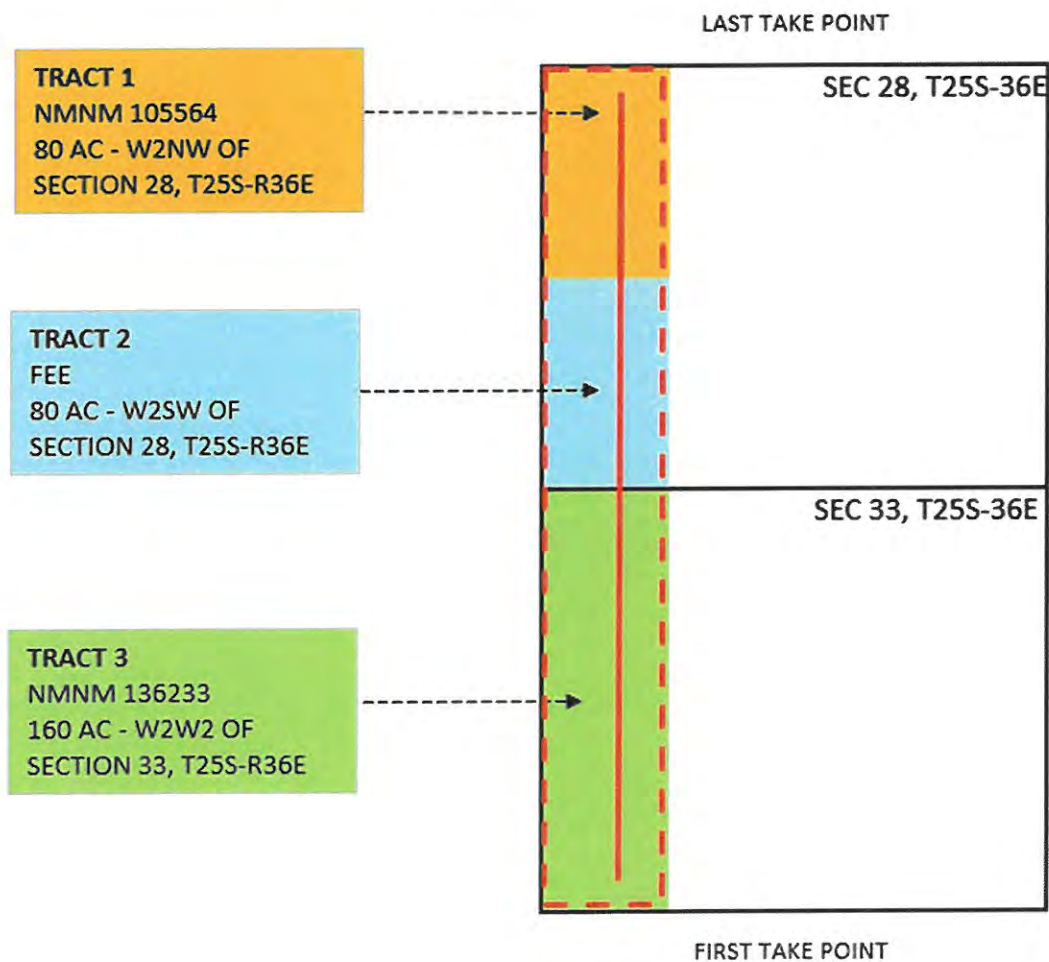 LAST TAKE POINT
TRACT 1
NMNM 105564
80 AC - W2NW OF
SECTION 28, T25S-R36E
SEC 28, T25S-36E
TRACT 2
FEE
80 AC - W2SW OF
SECTION 28, T25S-R36E
SEC 33, T25S-36E
TRACT 3
NMNM 136233
160 AC - W2W2 OF
SECTION 33, T25S-R36E
FIRST TAKE POINT